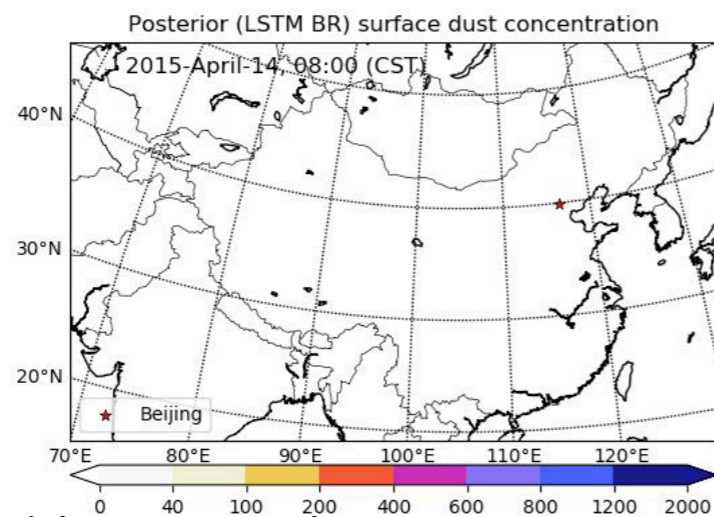 Posterior (LSTM BR) surface dust concentration
2015-April-14, 08:00 (CST)
40°N
30°N
20°N
Beijing
70°E 80°E 90°E 100°E 110°E 120°E
0 40 100 200 400 600 800 1200 2000